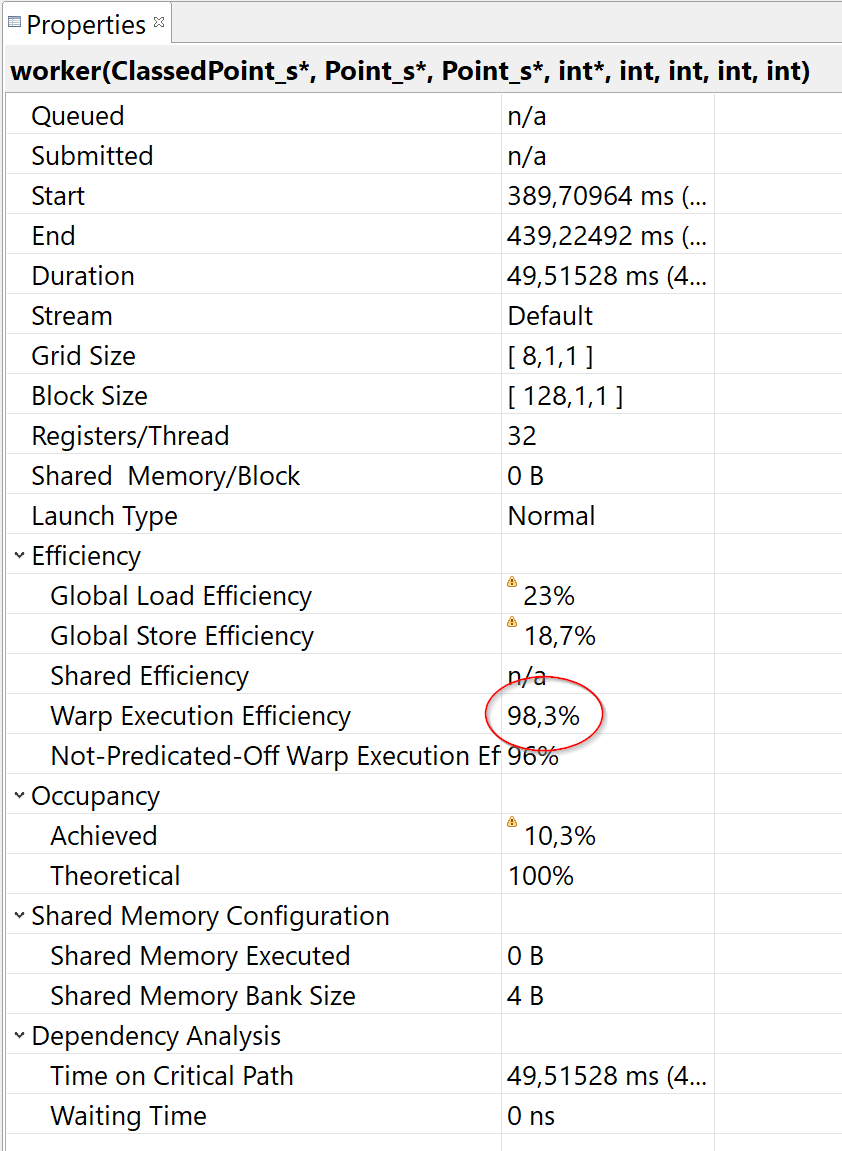 Properties
worker(ClassedPoint_s*, Point_s*, Point_s*, int*, int, int, int, int)
Queued n/a
Submitted n/a
Start 389,70964 ms (...
End 439,22492 ms (...
Duration 49,51528 ms (4...
Stream Default
Grid Size [ 8,1,1 ]
Block Size [ 128,1,1 ]
Registers/Thread 32
Shared Memory/Block 0 B
Launch Type Normal
Efficiency
Global Load Efficiency 23%
Global Store Efficiency 18,7%
Shared Efficiency n/a
Warp Execution Efficiency 98,3%
Not-Predicated-Off Warp Execution Ef 96%
Occupancy
Achieved 10,3%
Theoretical 100%
Shared Memory Configuration
Shared Memory Executed 0 B
Shared Memory Bank Size 4 B
Dependency Analysis
Time on Critical Path 49,51528 ms (4...
Waiting Time 0 ns